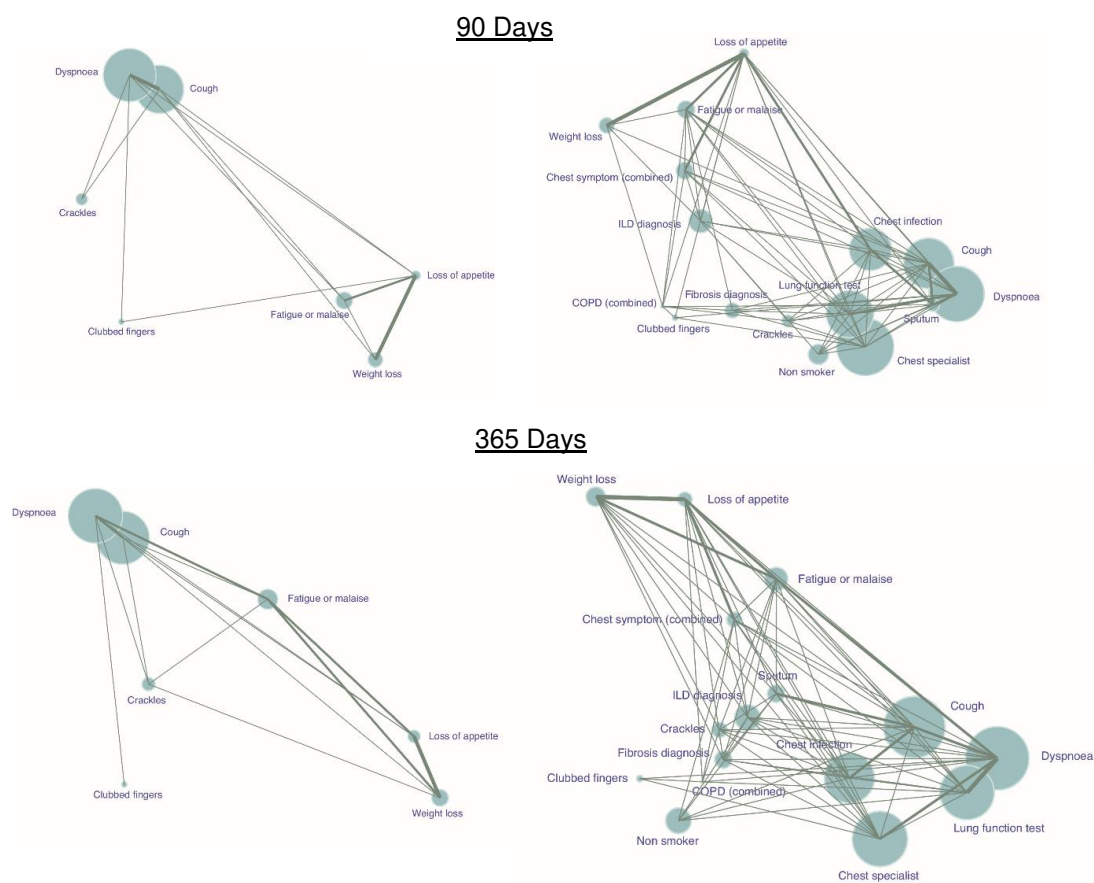 90 Days
Dyspnoea
Cough
Crackles
Loss of appetite
Fatigue or malaise
Clubbed fingers
Weight loss
Loss of appetite
Fatigue or malaise
Weight loss
Chest symptom (combined)
ILD diagnosis
Chest infection
Cough
Lung function test
Fibrosis diagnosis
Dyspnoea
COPD (combined)
Sputum
Clubbed fingers
Crackles
Chest specialist
Non smoker
365 Days
Dyspnoea
Cough
Fatigue or malaise
Crackles
Loss of appetite
Clubbed fingers
Weight loss
Weight loss
Loss of appetite
Fatigue or malaise
Chest symptom (combined)
Sputum
ILD diagnosis
Cough
Crackles
Chest infection
Fibrosis diagnosis
Dyspnoea
Clubbed fingers
COPD (combined)
Lung function test
Non smoker
Chest specialist